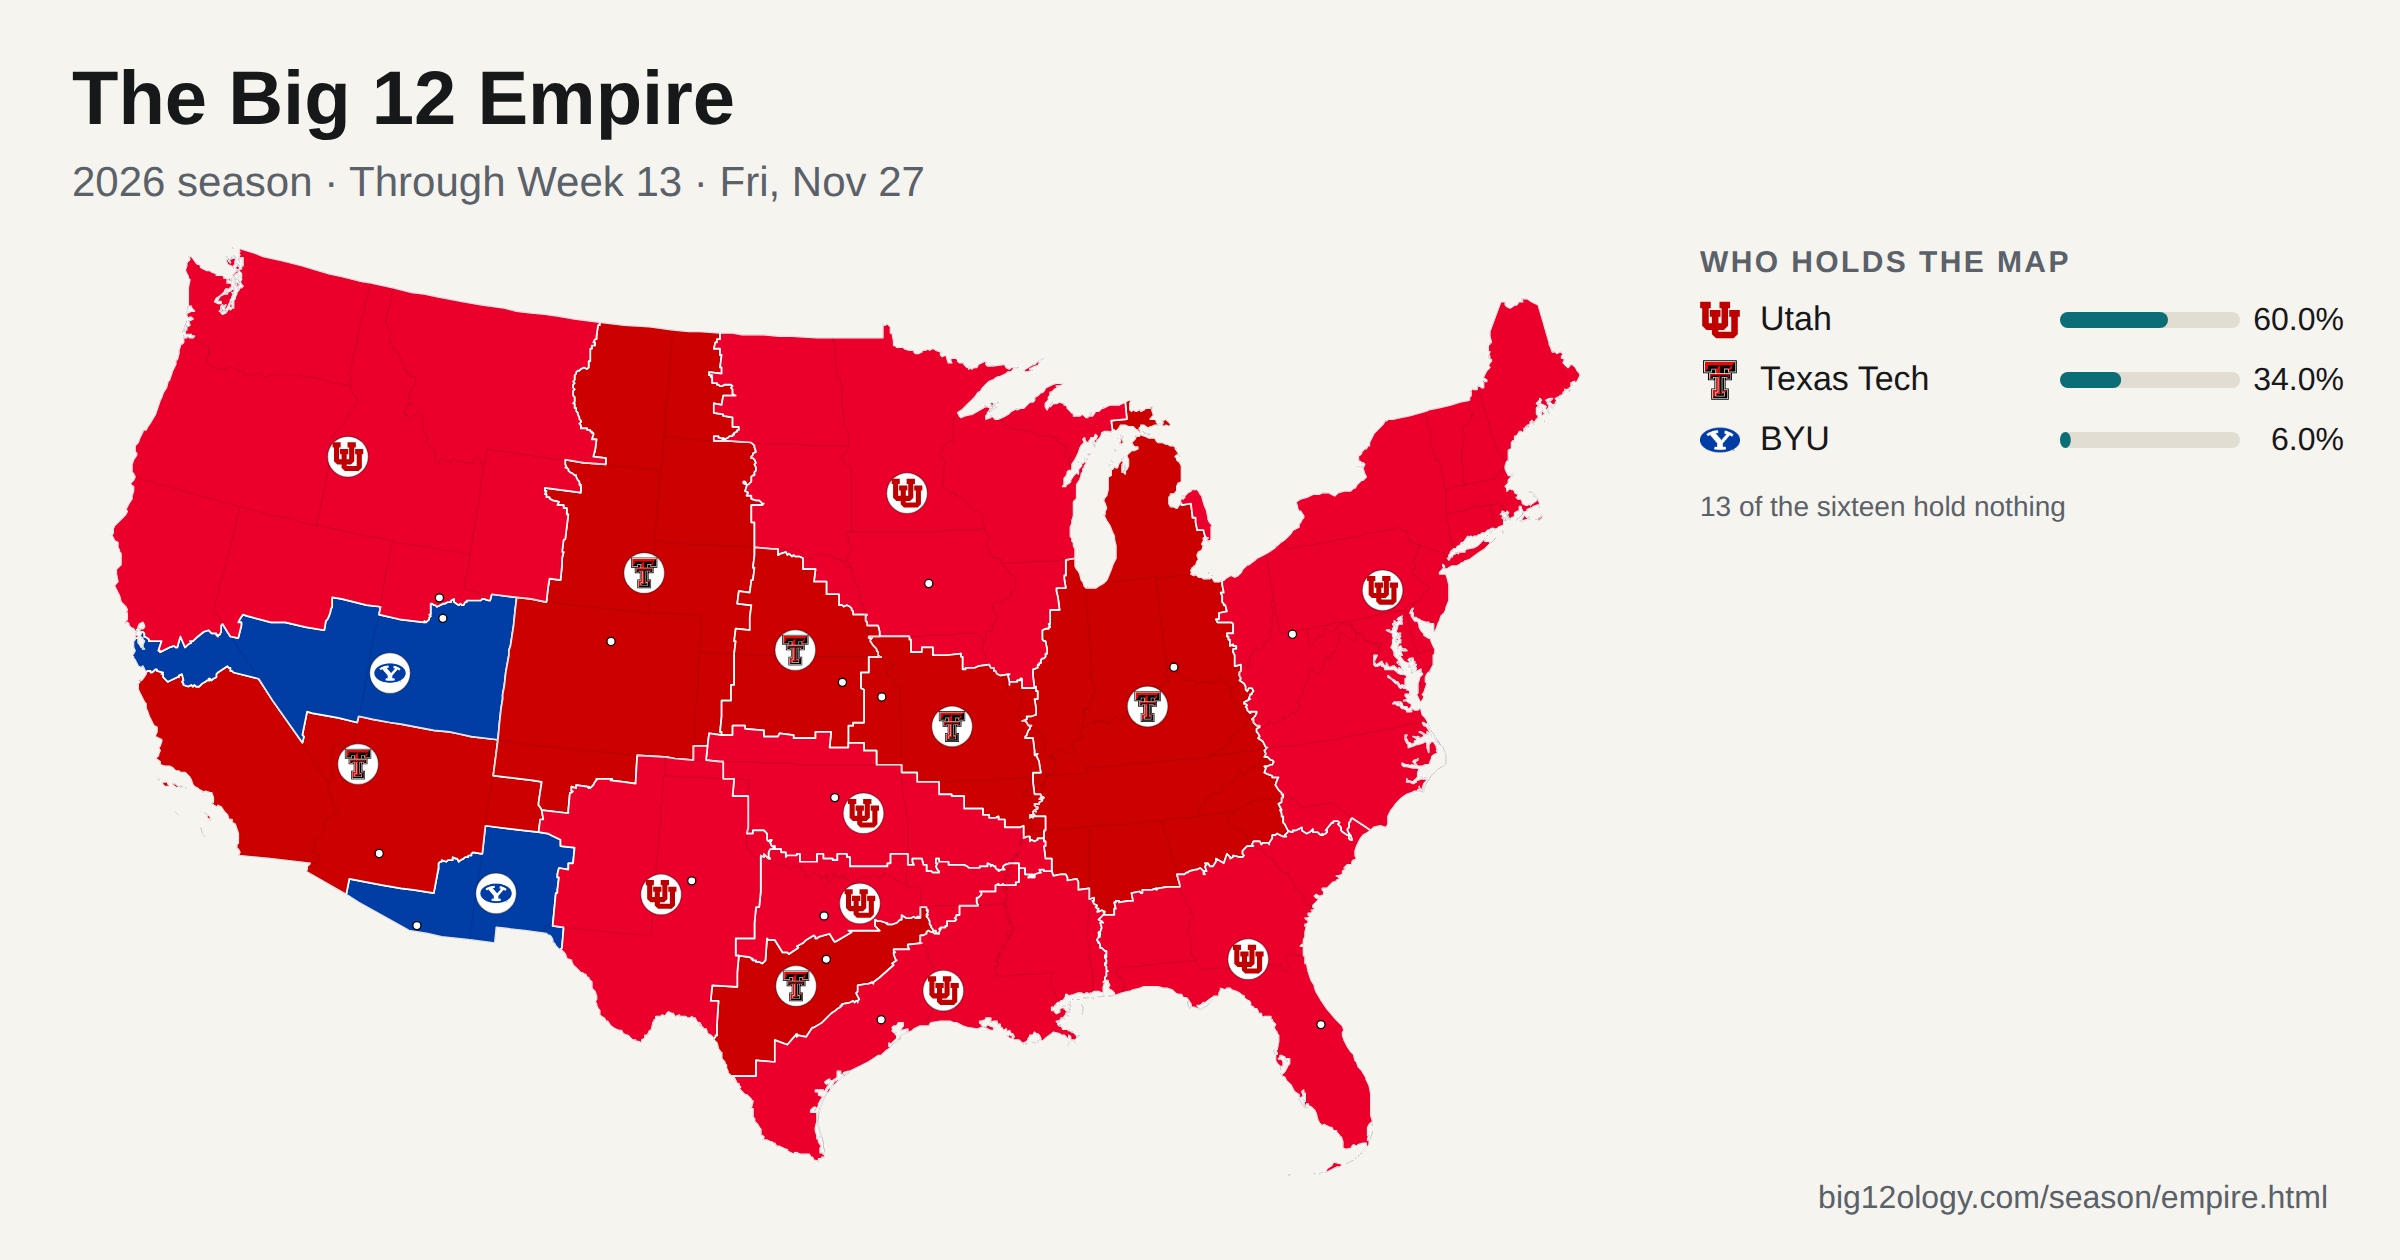 The Big 12 Empire
2026 season · Through Week 13 · Fri, Nov 27
WHO HOLDS THE MAP
Utah 60.0%
Texas Tech 34.0%
BYU 6.0%
13 of the sixteen hold nothing
big12ology.com/season/empire.html